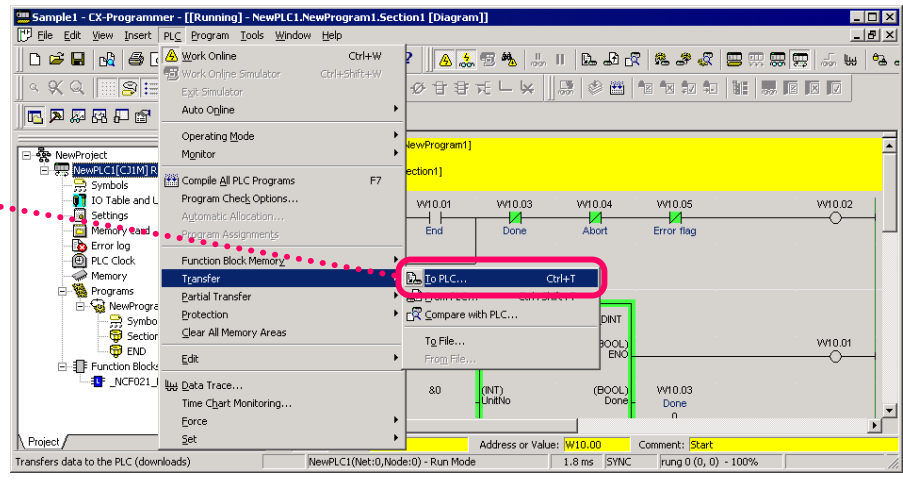 Sample1 - CX-Programmer - [[Running] - NewPLC1.NewProgram1.Section1 [Diagram]]
File Edit View Insert PLC Program Tools Window Help
Work Online Ctrl+W
Work Online Simulator Ctrl+Shift+W
Exit Simulator
Auto Online
Operating Mode
Monitor
Compile All PLC Programs F7
Program Check Options...
Automatic Allocation...
Program Assignments
Function Block Memory
Transfer
Partial Transfer
Protection
Clear All Memory Areas
Edit
Data Trace...
Time Chart Monitoring...
Force
Set
To PLC... Ctrl+T
Compare with PLC...
To File...
From File...
NewProject
NewPLC1[CJ1M] R
Symbols
IO Table and U
Settings
Memory card
Error log
PLC Clock
Memory
Programs
NewProgra
Symbo
Section
END
Function Blocks
_NCF021_
Project
NewProgram1]
ection1]
W10.01 W10.03 W10.04 W10.05 W10.02
End Done Abort Error flag
DINT
BOOL)
ENO
W10.01
&0 (INT) (BOOL) W10.03
UnitNo Done Done
0
Address or Value: W10.00 Comment: Start
Transfers data to the PLC (downloads) NewPLC1(Net:0,Node:0) - Run Mode 1.8 ms SYNC rung 0 (0, 0) - 100%